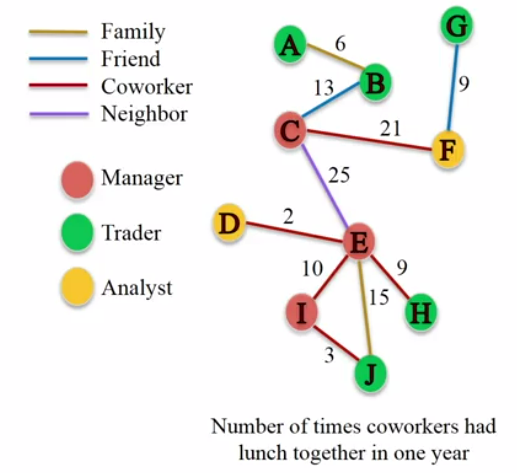 Family
Friend
Coworker
Neighbor
Manager
Trader
Analyst
A
6
B
G
13
9
C
21
F
25
D
2
E
10
15
9
I
H
3
J
Number of times coworkers had
lunch together in one year